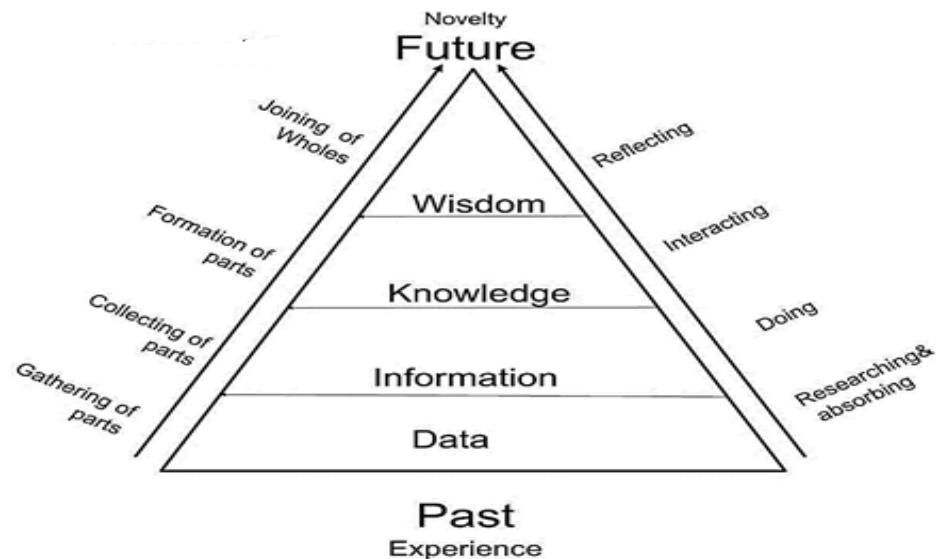 Novelty
Future
Joining of
Wholes
Reflecting
Wisdom
Formation of
parts
Interacting
Knowledge
Collecting of
parts
Doing
Information
Gathering of
parts
Researching&
absorbing
Data
Past
Experience